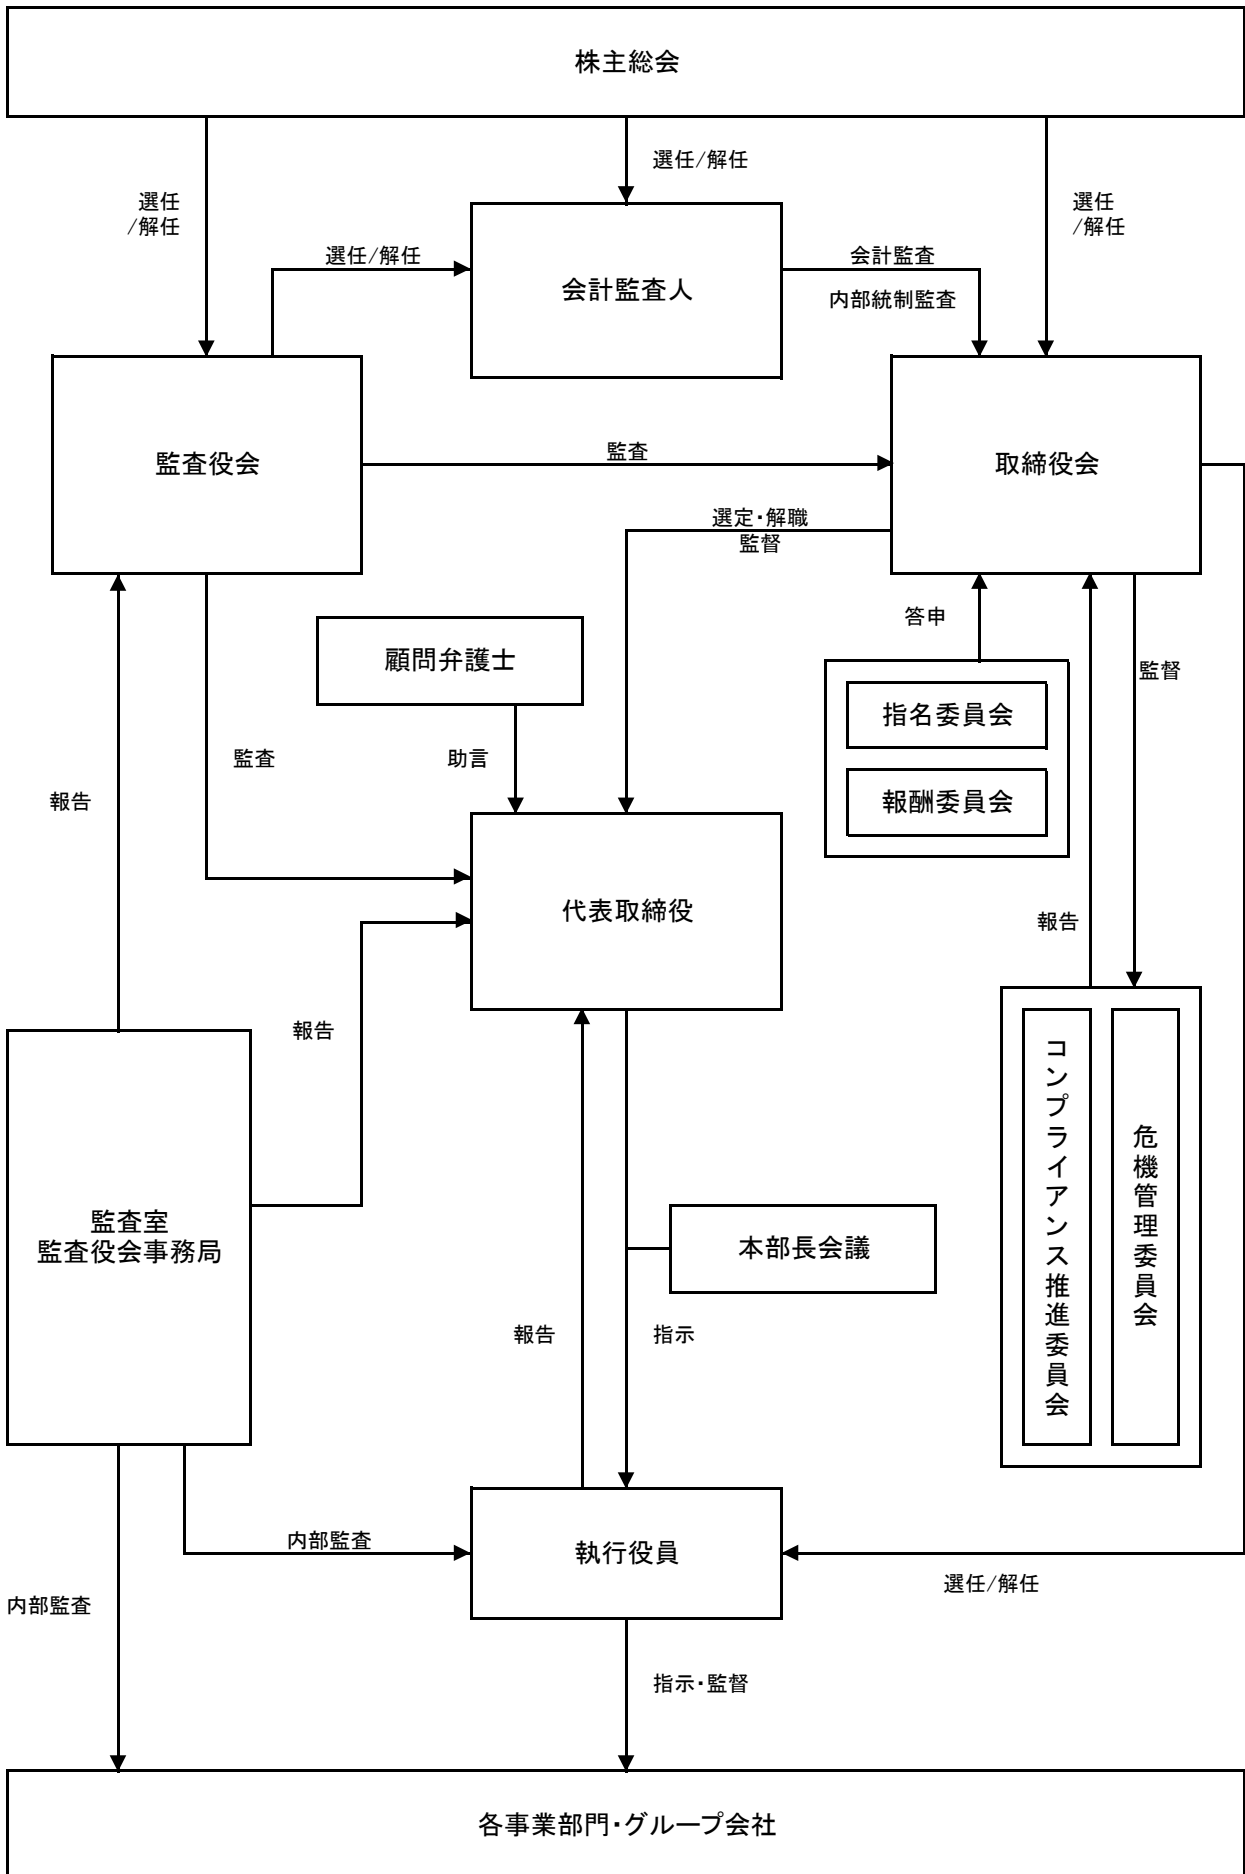 株主総会
選任/解任
選任
/解任
選任
/解任
選任/解任
会計監査
会計監査人
内部統制監査
監査役会
監査
取締役会
選定・解職
監督
答申
顧問弁護士
監督
指名委員会
監査
助言
報告
報酬委員会
代表取締役
報告
報告
コンプライアンス推進委員会
危機管理委員会
監査室
監査役会事務局
本部長会議
報告
指示
内部監査
執行役員
選任/解任
内部監査
指示・監督
各事業部門・グループ会社